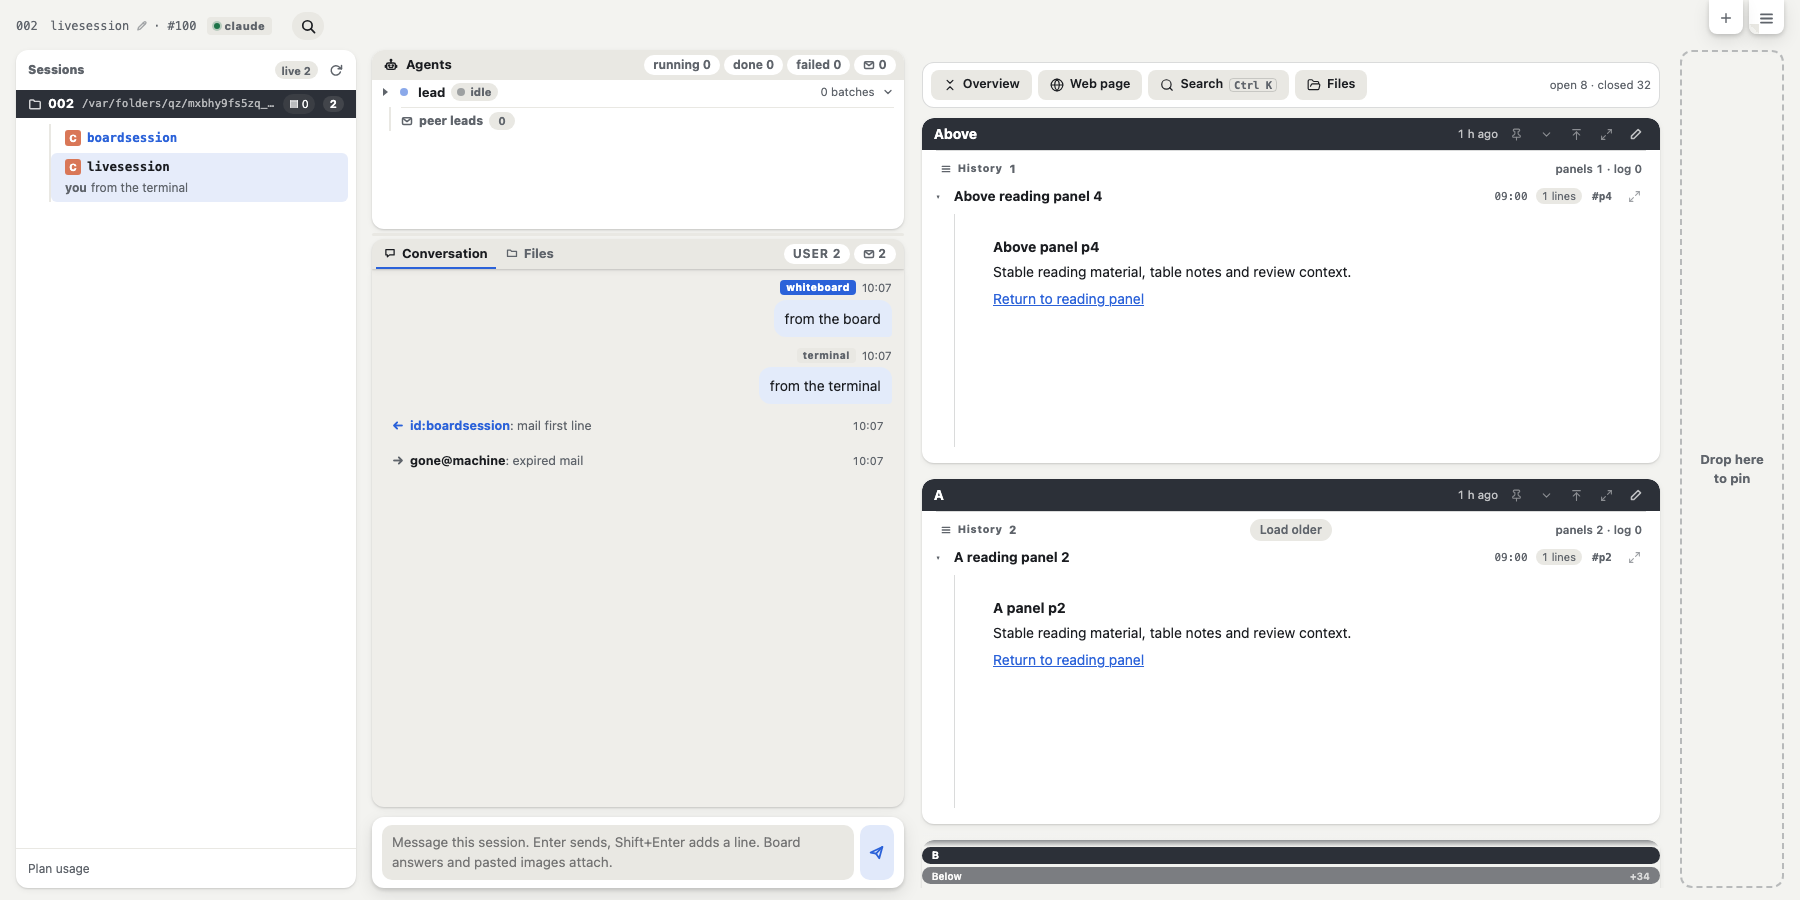 002 livesession · #100 claude
Sessions live 2
002 /var/folders/qz/mxbhy9fs5zq_… 0 2
C boardsession
C livesession
you from the terminal
Plan usage
Agents running 0 done 0 failed 0 0
lead idle 0 batches
peer leads 0
Conversation Files USER 2 2
whiteboard 10:07
from the board
terminal 10:07
from the terminal
← id:boardsession: mail first line 10:07
→ gone@machine: expired mail 10:07
Message this session. Enter sends, Shift+Enter adds a line. Board
answers and pasted images attach.
Overview Web page Search Ctrl K Files open 8 · closed 32
Above 1 h ago
History 1 panels 1 · log 0
Above reading panel 4 09:00 1 lines #p4
Above panel p4
Stable reading material, table notes and review context.
Return to reading panel
A 1 h ago
History 2 Load older panels 2 · log 0
A reading panel 2 09:00 1 lines #p2
A panel p2
Stable reading material, table notes and review context.
Return to reading panel
B
Below +34
Drop here
to pin